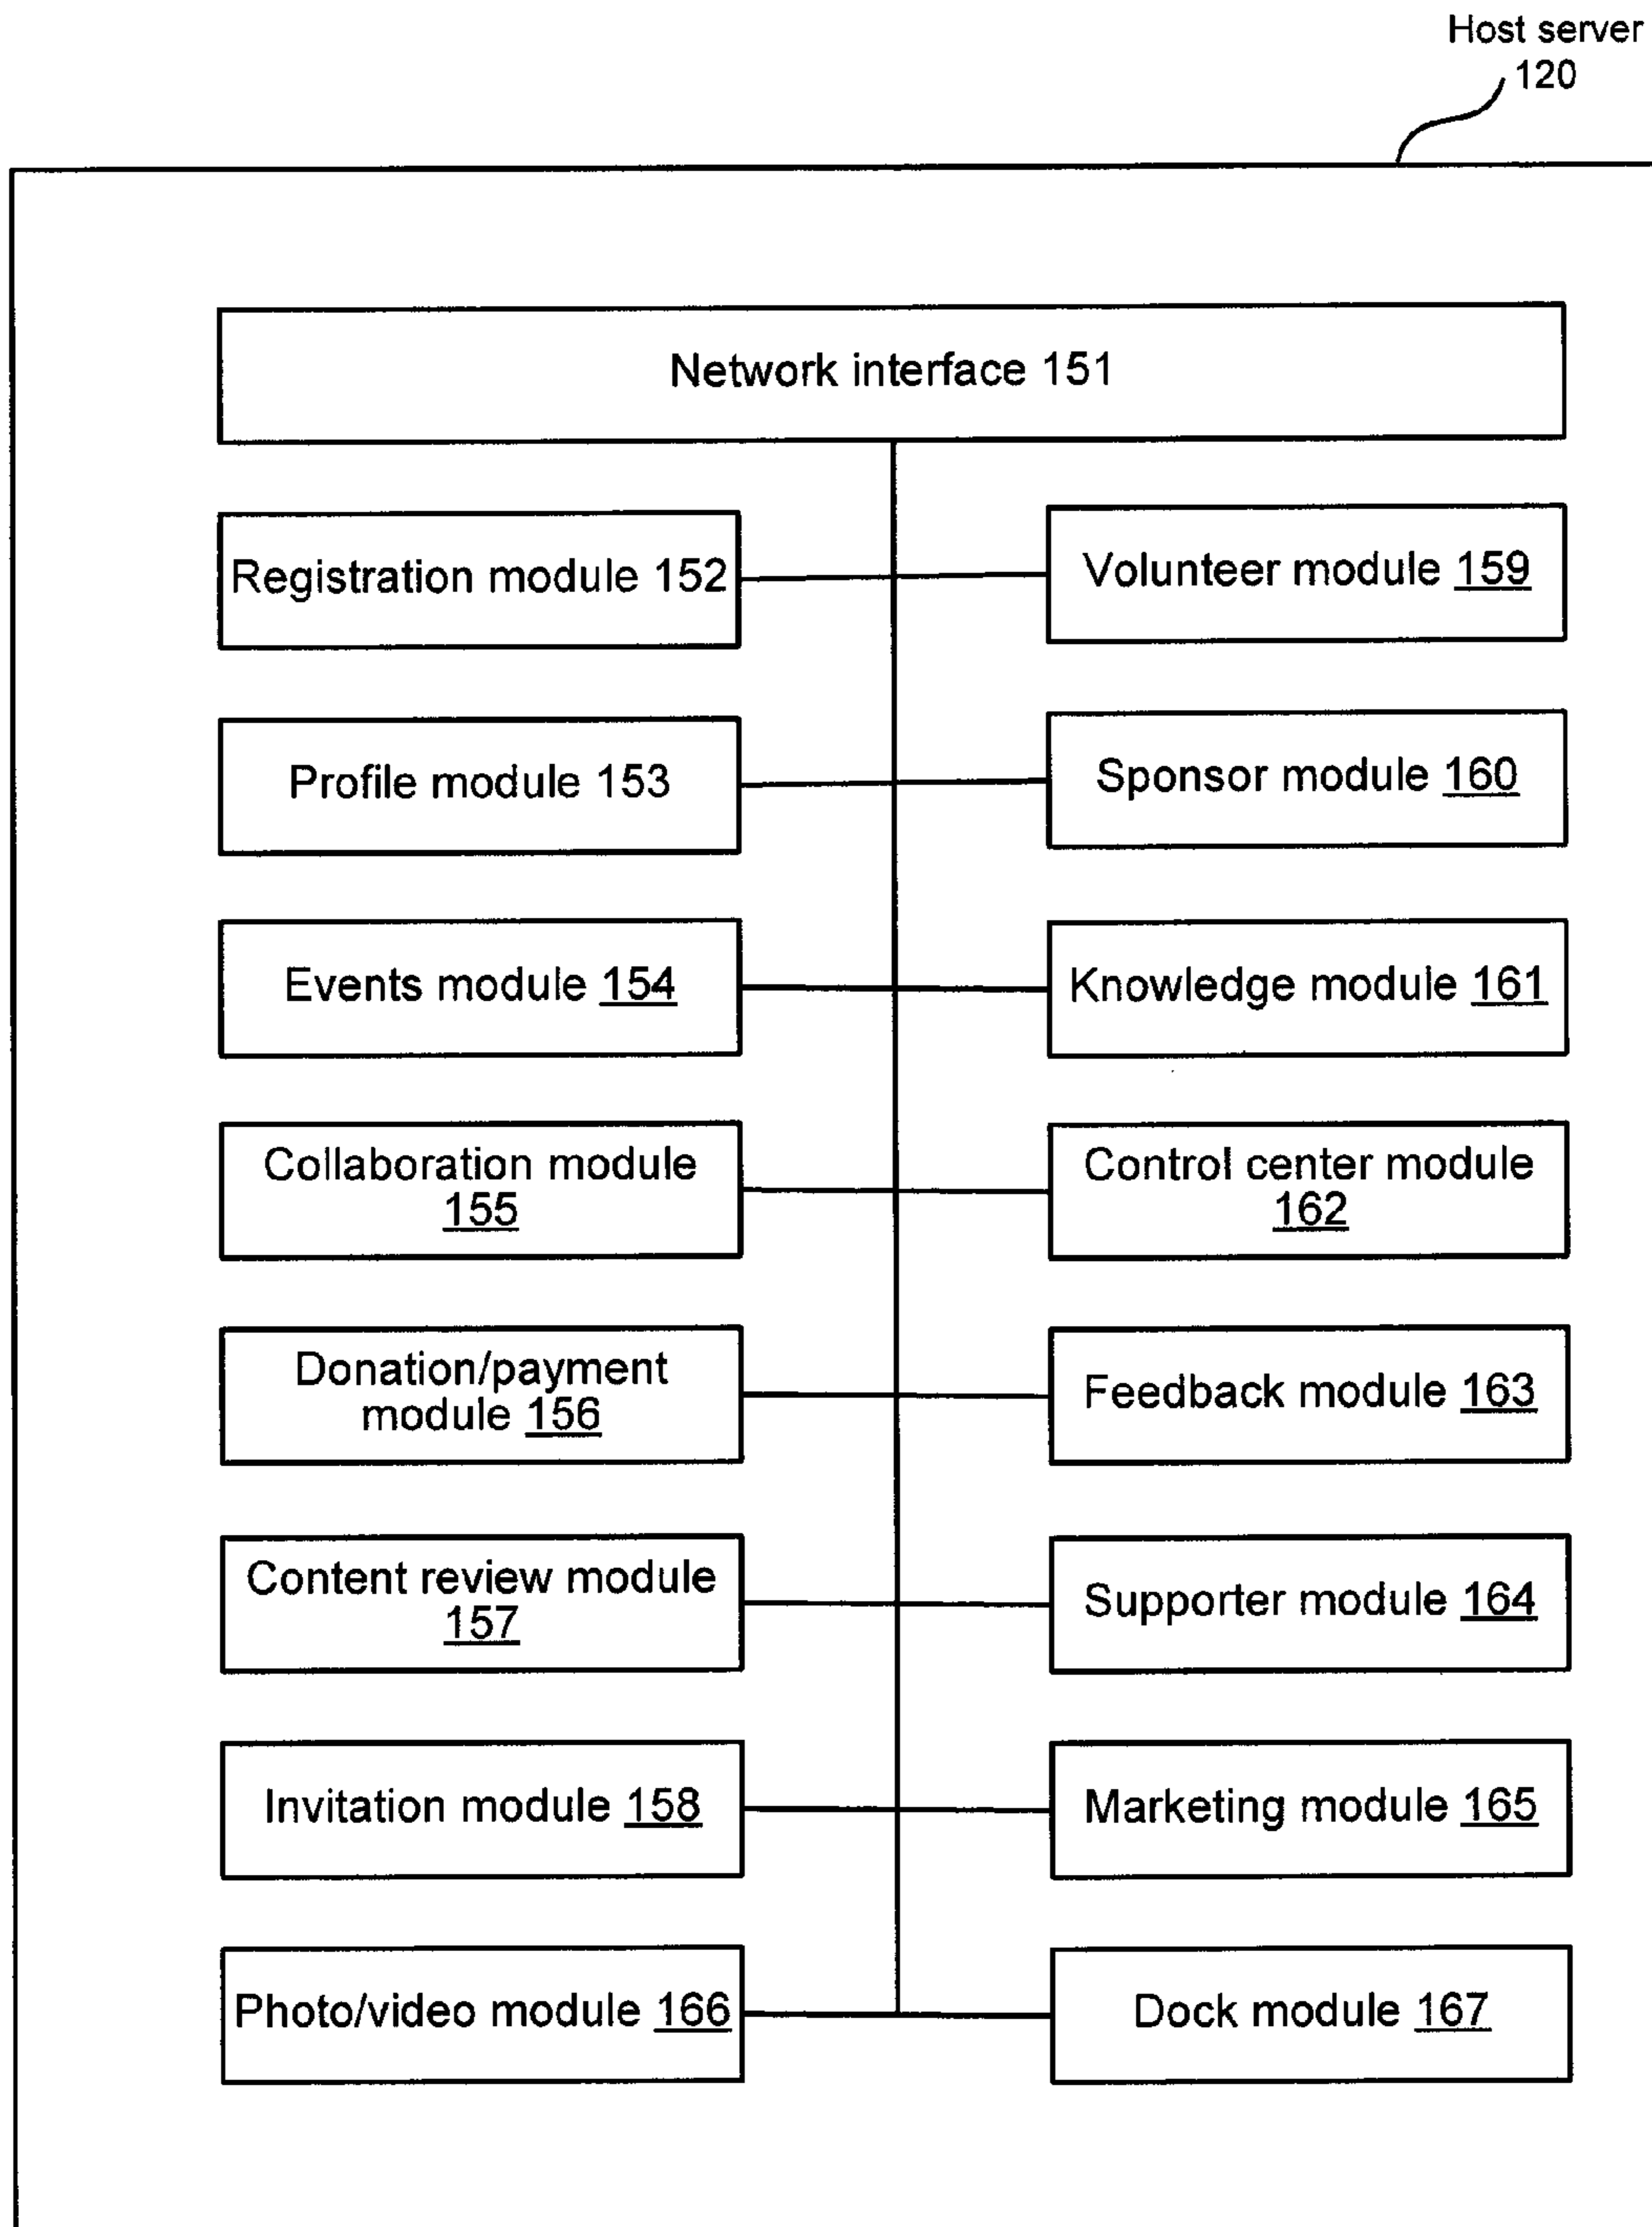 Host server
120
Network interface 151
Registration module 152
Volunteer module 159
Profile module 153
Sponsor module 160
Events module 154
Knowledge module 161
Collaboration module
155
Control center module
162
Donation/payment
module 156
Feedback module 163
Content review module
157
Supporter module 164
Invitation module 158
Marketing module 165
Photo/video module 166
Dock module 167